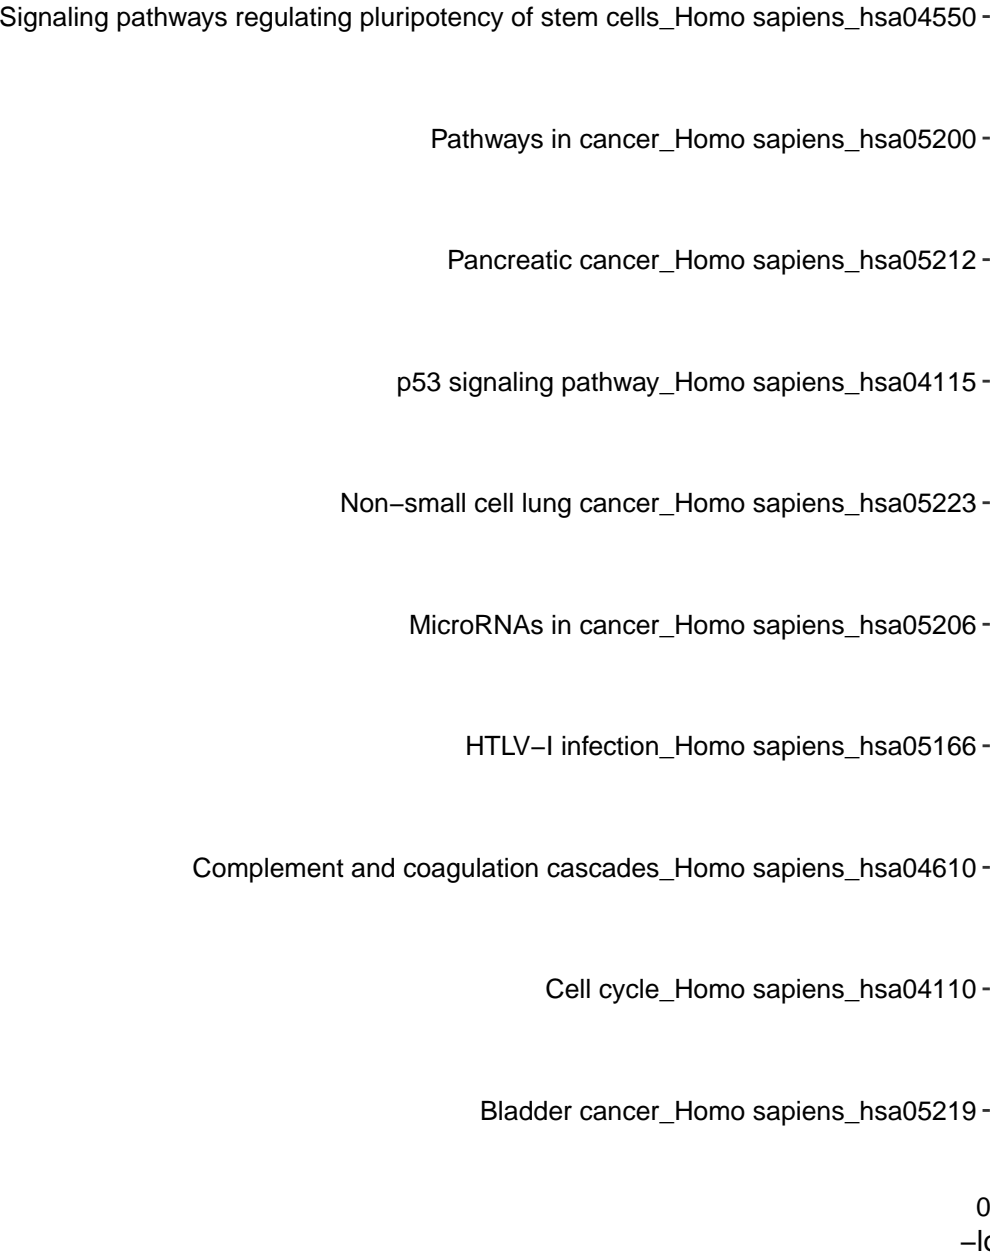 Signaling pathways regulating pluripotency of stem cells_Homo sapiens_hsa04550
Pathways in cancer_Homo sapiens_hsa05200
Pancreatic cancer_Homo sapiens_hsa05212
p53 signaling pathway_Homo sapiens_hsa04115
Non−small cell lung cancer_Homo sapiens_hsa05223
MicroRNAs in cancer_Homo sapiens_hsa05206
HTLV−I infection_Homo sapiens_hsa05166
Complement and coagulation cascades_Homo sapiens_hsa04610
Cell cycle_Homo sapiens_hsa04110
Bladder cancer_Homo sapiens_hsa05219
0